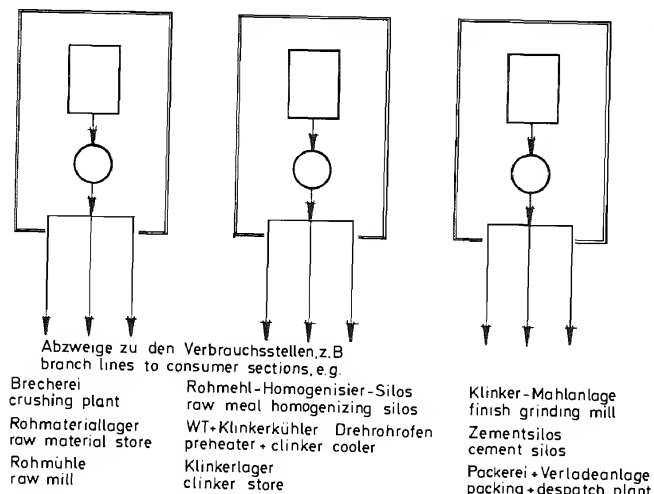 Abzweige zu den Verbrauchsstellen, z.B
branch lines to consumer sections, e.g.
Brecherei
crushing plant
Rohmateriallager
raw material store
Rohmühle
raw mill
Rohmehl-Homogenisier-Silos
raw meal homogenizing silos
WT+Klinkerkühler Drehrohrofen
preheater + clinker cooler
Klinkerlager
clinker store
Klinker-Mahlanlage
finish grinding mill
Zementsilos
cement silos
Packerei + Verladeanlage
packing + despatch plant